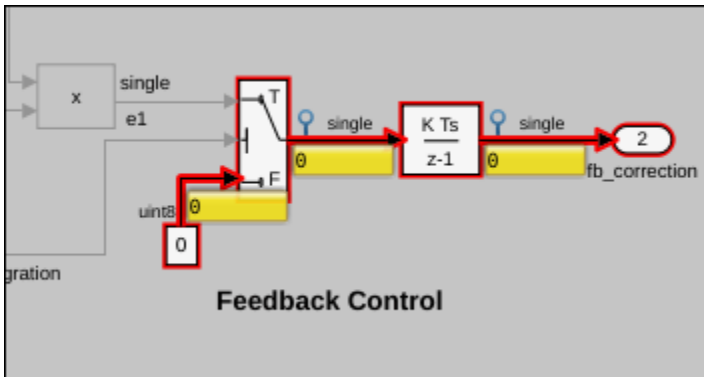 single
x
e1
T
F
single
0
K Ts
z-1
single
0
2
fb_correction
uint8
0
0
gration
Feedback Control